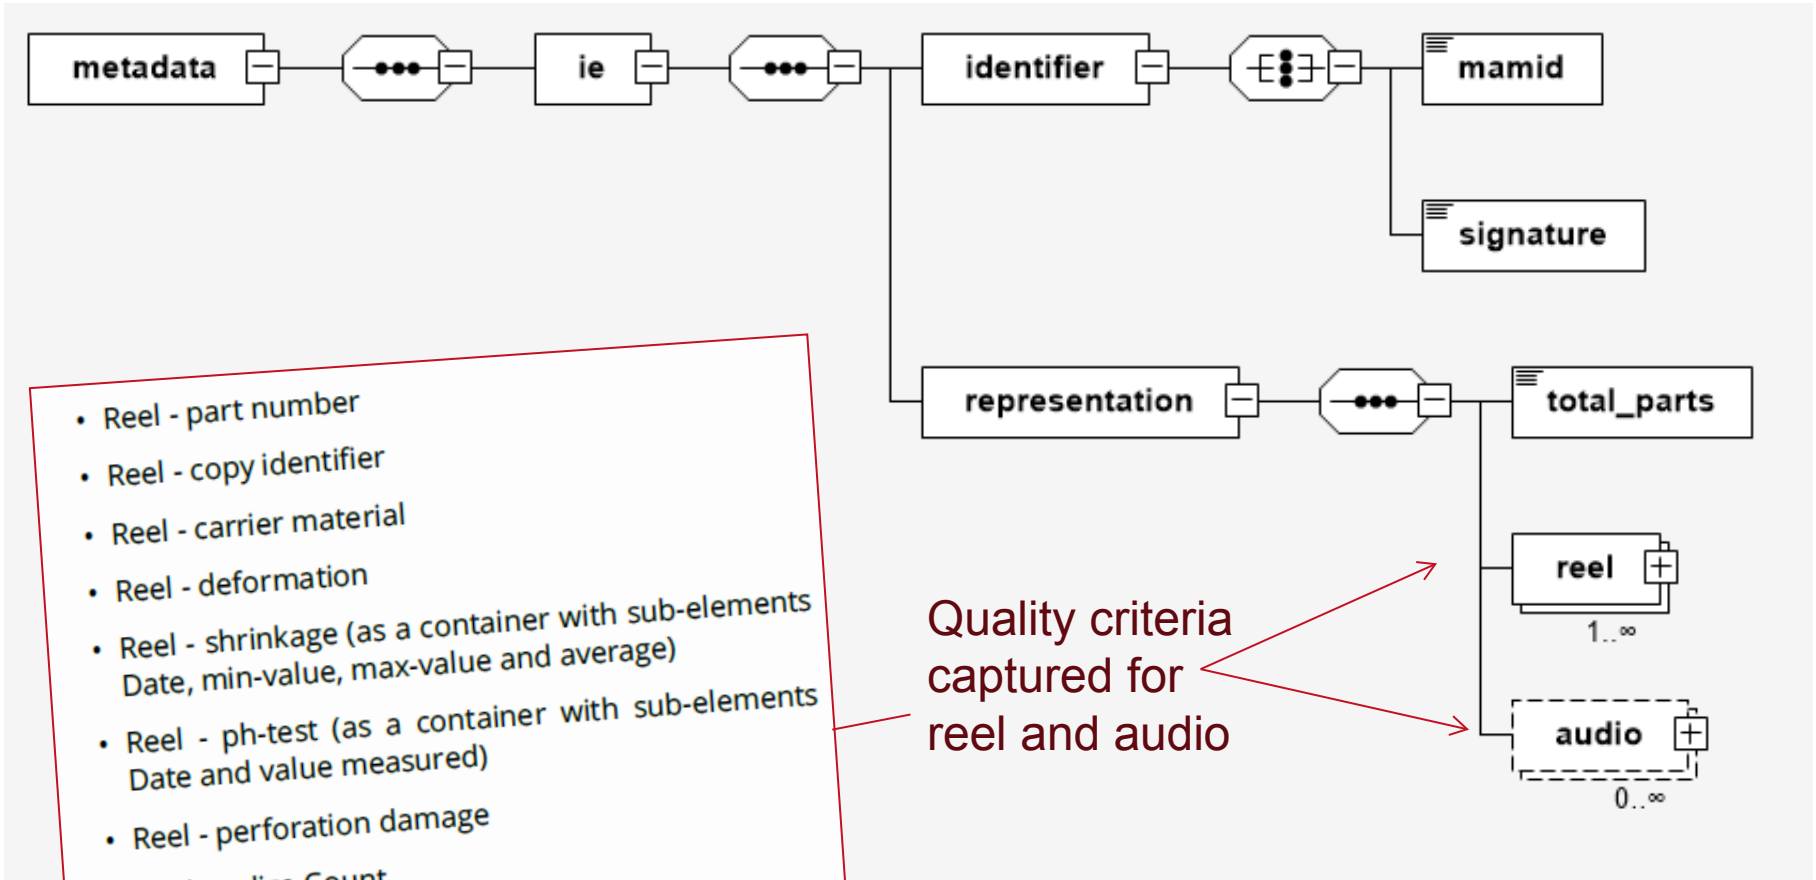 metadata
ie
identifier
mamid
signature
representation
total_parts
reel
1..∞
audio
0..∞
• Reel - part number
• Reel - copy identifier
• Reel - carrier material
• Reel - deformation
• Reel - shrinkage (as a container with sub-elements
Date, min-value, max-value and average)
• Reel - ph-test (as a container with sub-elements
Date and value measured)
• Reel - perforation damage
Count
Quality criteria
captured for
reel and audio